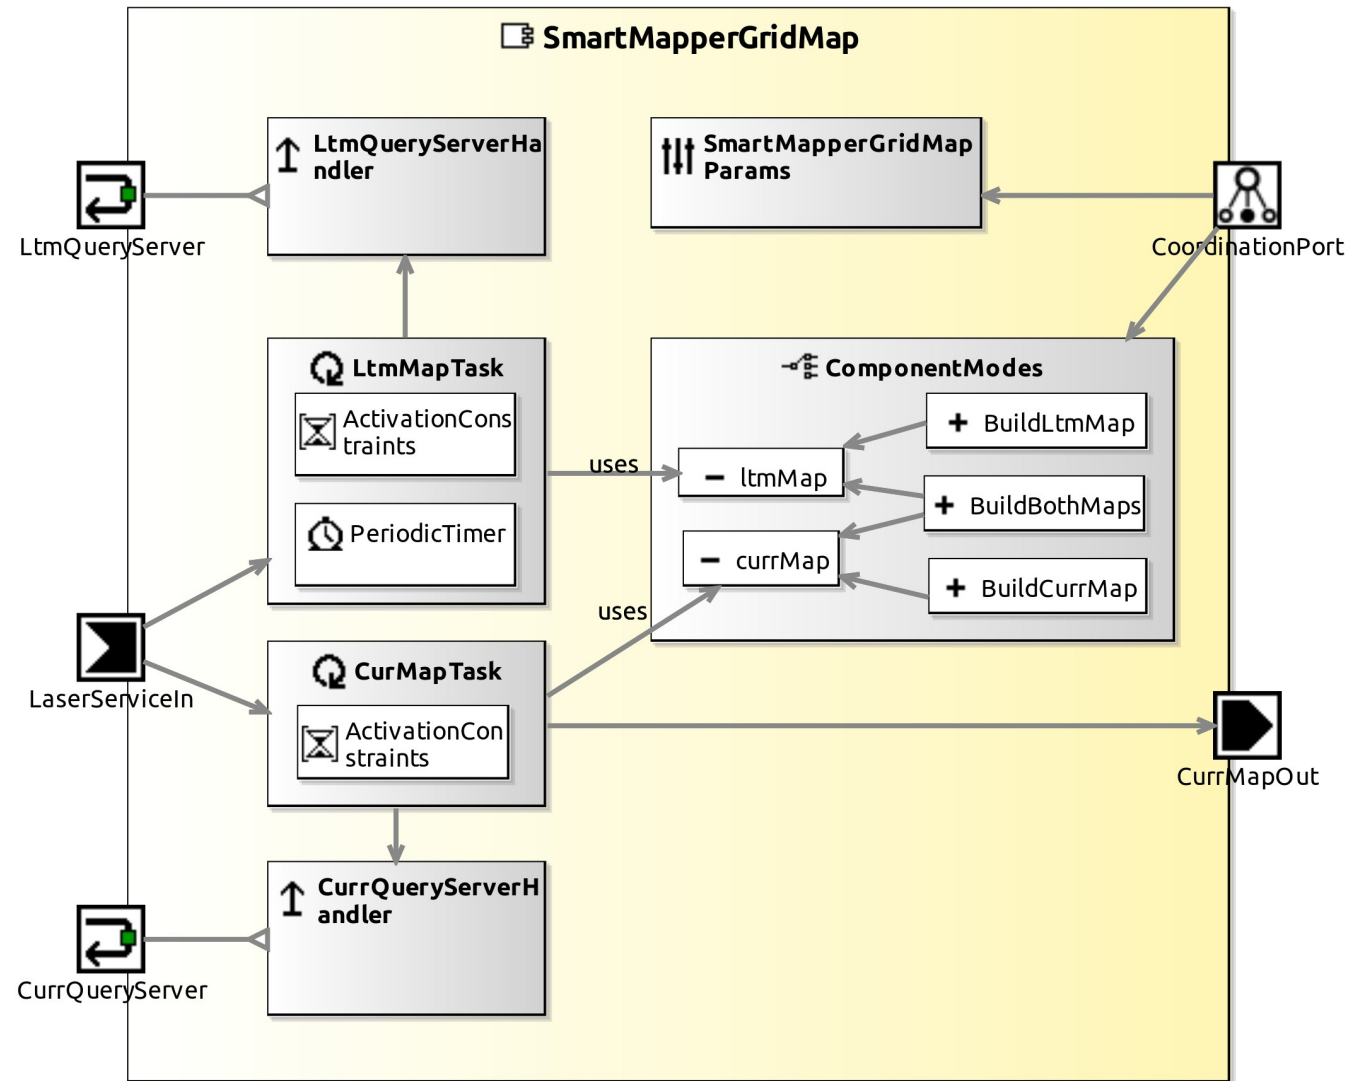 SmartMapperGridMap
LtmQueryServerHa
ndler
SmartMapperGridMap
Params
LtmQueryServer
CoordinationPort
LtmMapTask
ActivationCons
traints
PeriodicTimer
uses
ComponentModes
BuildLtmMap
ltmMap
BuildBothMaps
currMap
BuildCurrMap
uses
LaserServiceIn
CurMapTask
ActivationCon
straints
CurrMapOut
CurrQueryServerH
andler
CurrQueryServer